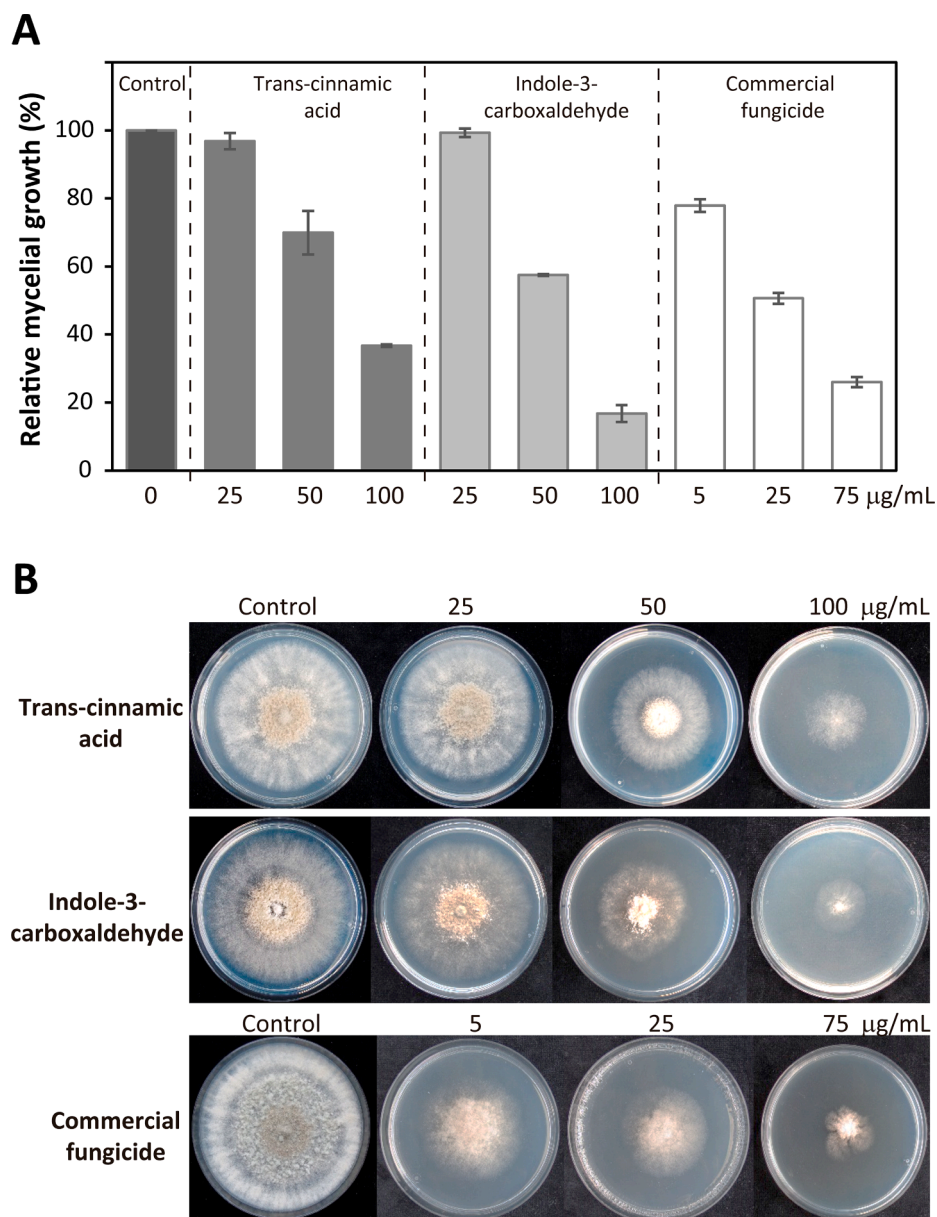 A
Relative mycelial growth (%)
Control
Trans-cinnamic
acid
Indole-3-
carboxaldehyde
Commercial
fungicide
100
80
60
40
20
0
0 25 50 100 25 50 100 5 25 75 μg/mL
B
Control 25 50 100 μg/mL
Trans-cinnamic
acid
Indole-3-
carboxaldehyde
Control 5 25 75 μg/mL
Commercial
fungicide